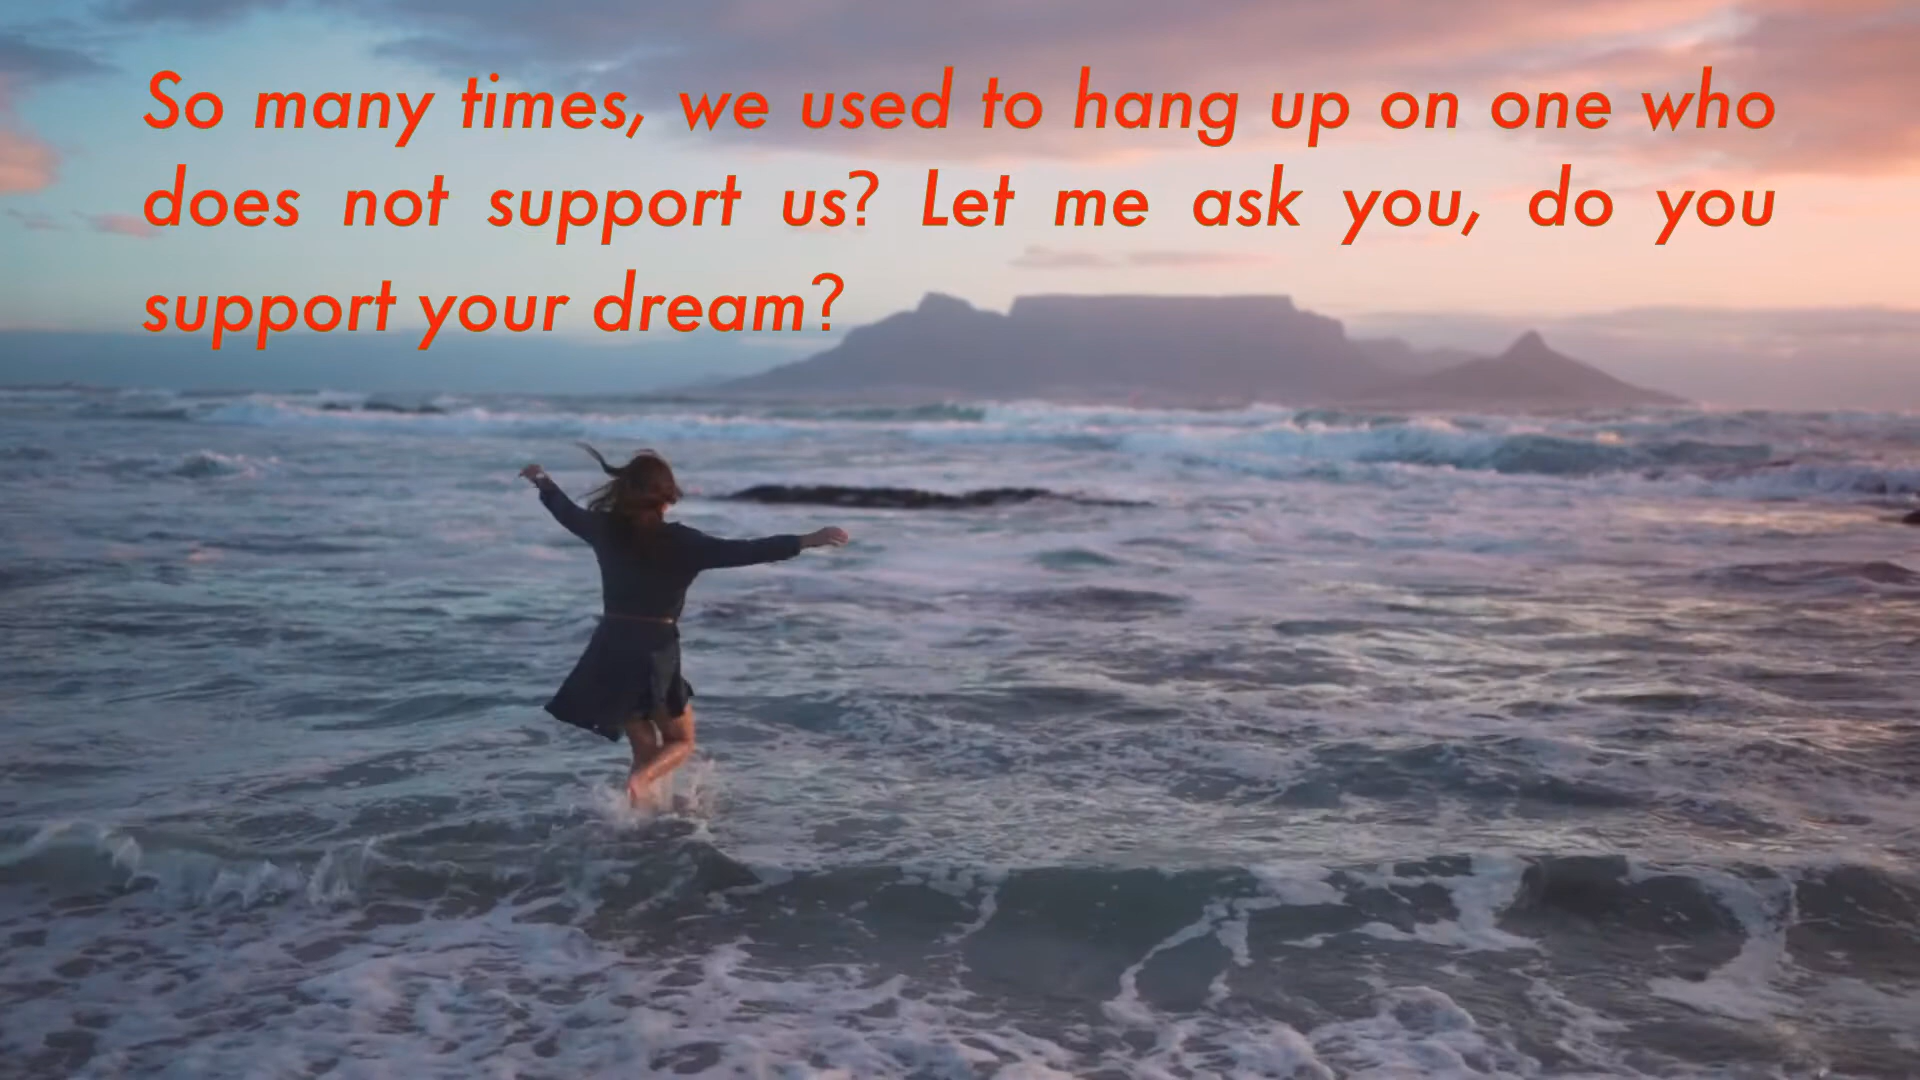 So many times, we used to hang up on one who
does not support us? Let me ask you, do you
support your dream?